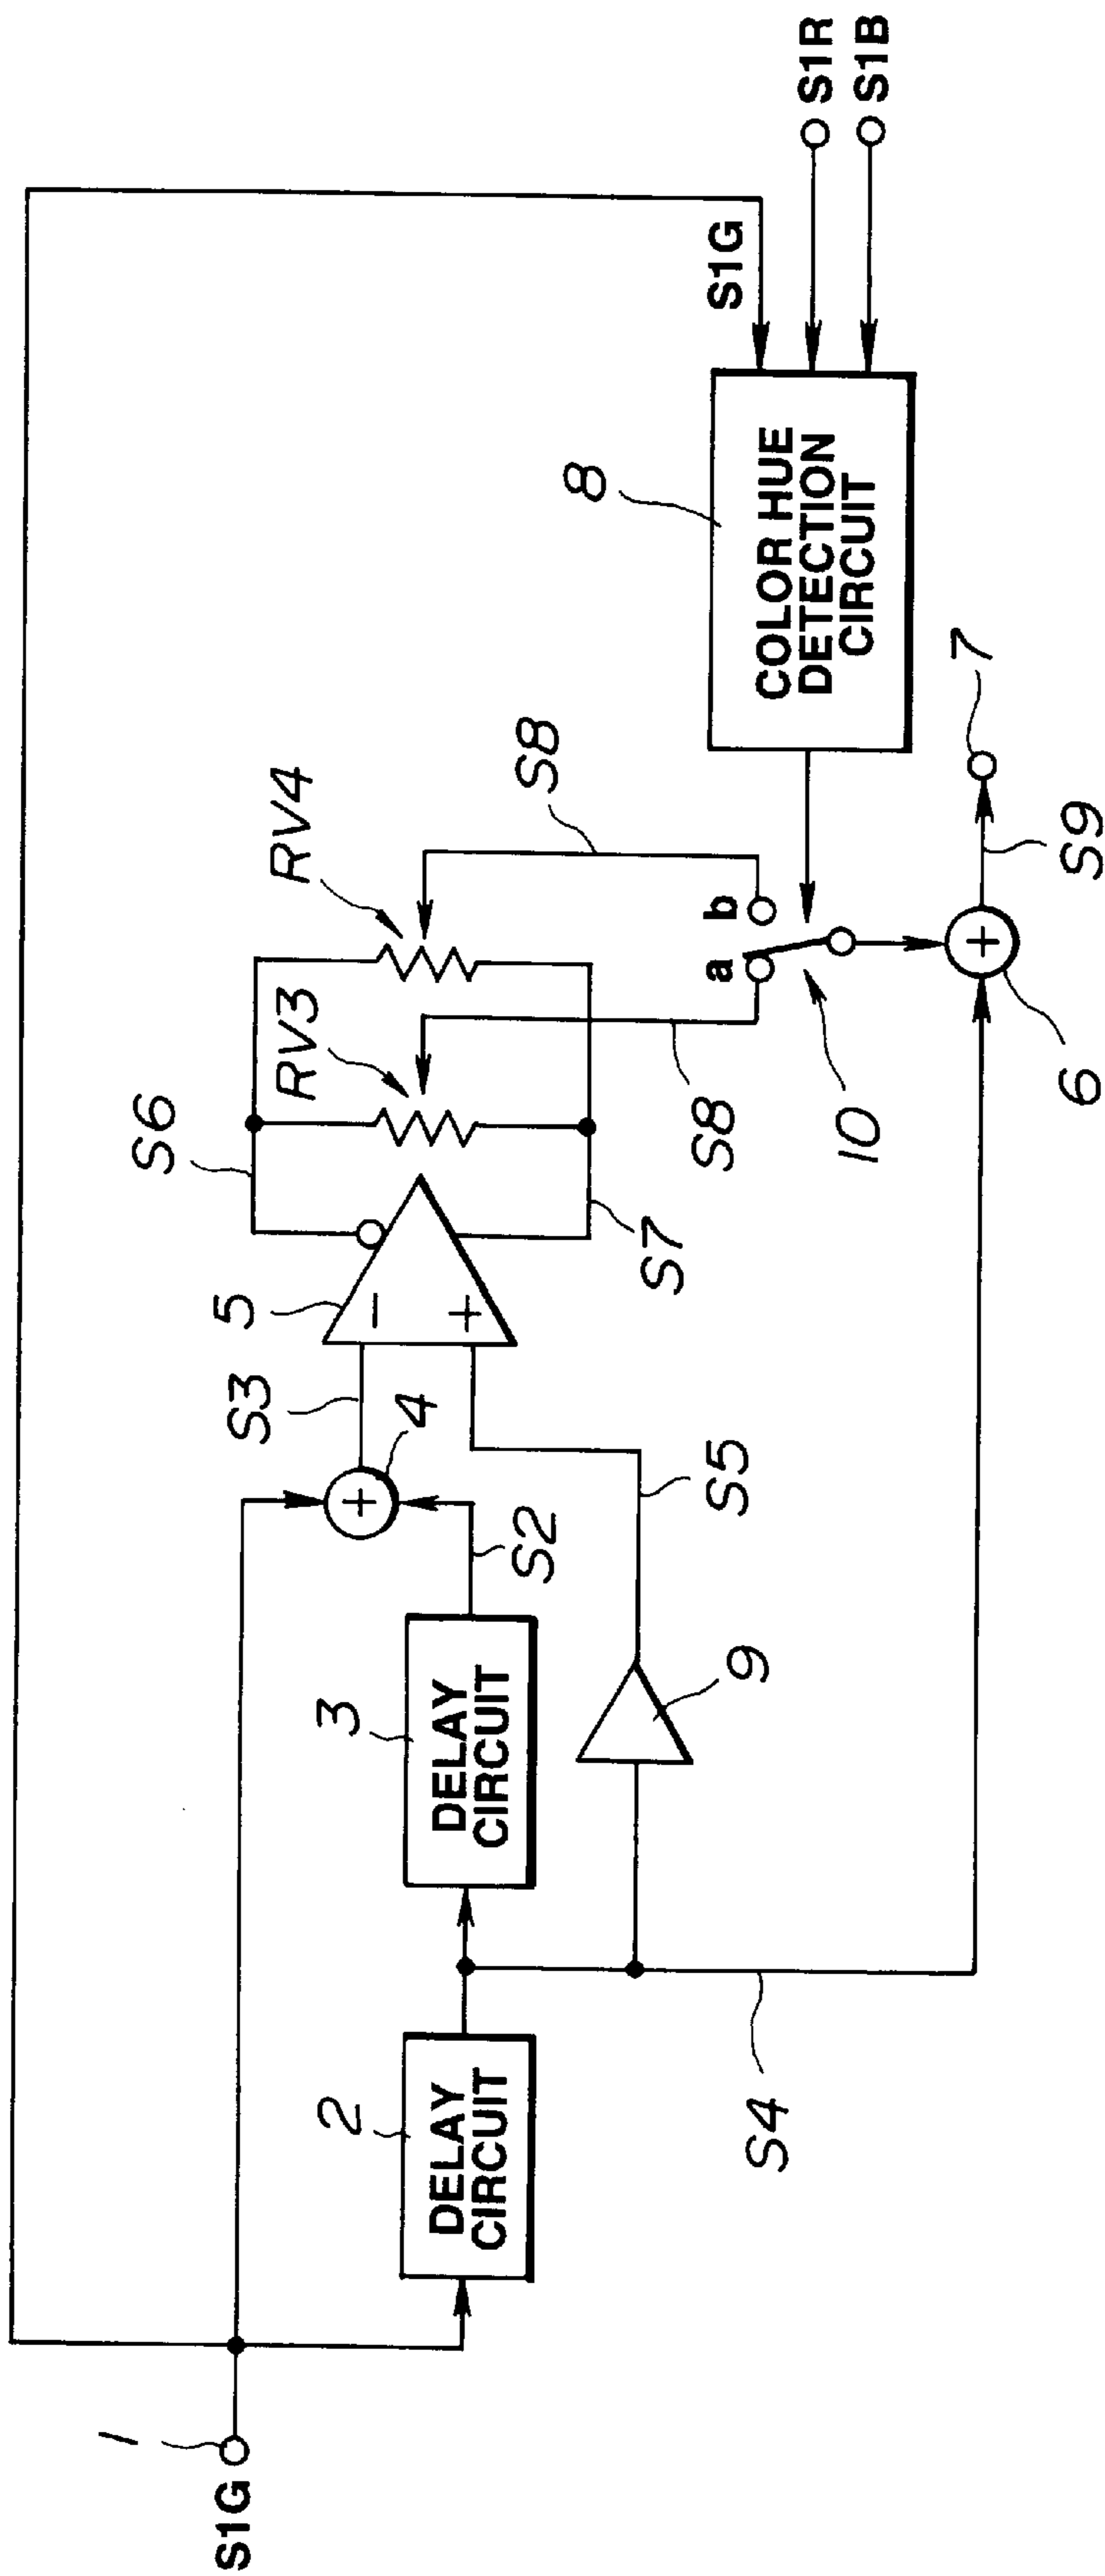 S1G
1
2
DELAY
CIRCUIT
3
DELAY
CIRCUIT
S2
S4
9
S5
4
+
S3
5
−
+
S6
S7
RV3
RV4
S8
S8
a
b
10
8
COLOR HUE
DETECTION
CIRCUIT
S1G
S1R
S1B
+
6
S9
7